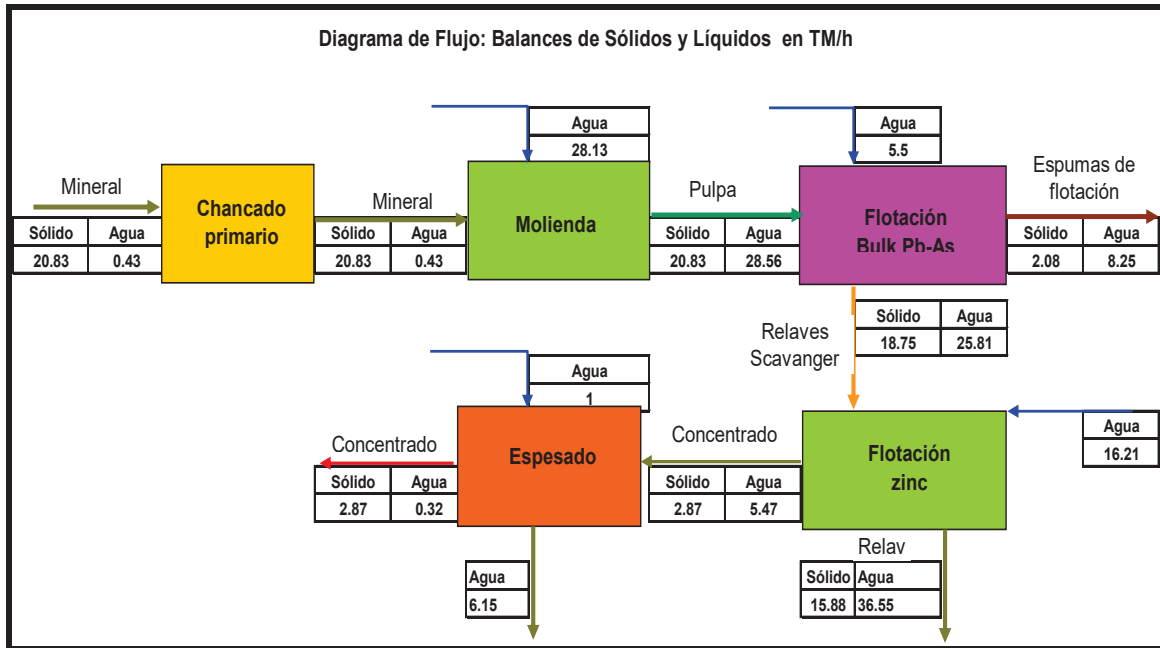 Diagrama de Flujo: Balances de Sólidos y Líquidos en TM/h
Agua
28.13
Agua
5.5
Mineral
Chancado
primario
Mineral
Molienda
Pulpa
Flotación
Bulk Pb-As
Espumas de
flotación
Sólido Agua
20.83 0.43
Sólido Agua
20.83 0.43
Sólido Agua
20.83 28.56
Sólido Agua
2.08 8.25
Relaves
Scavanger
Sólido Agua
18.75 25.81
Agua
1
Concentrado
Espesado
Concentrado
Flotación
zinc
Agua
16.21
Sólido Agua
2.87 0.32
Sólido Agua
2.87 5.47
Agua
6.15
Relav
Sólido Agua
15.88 36.55